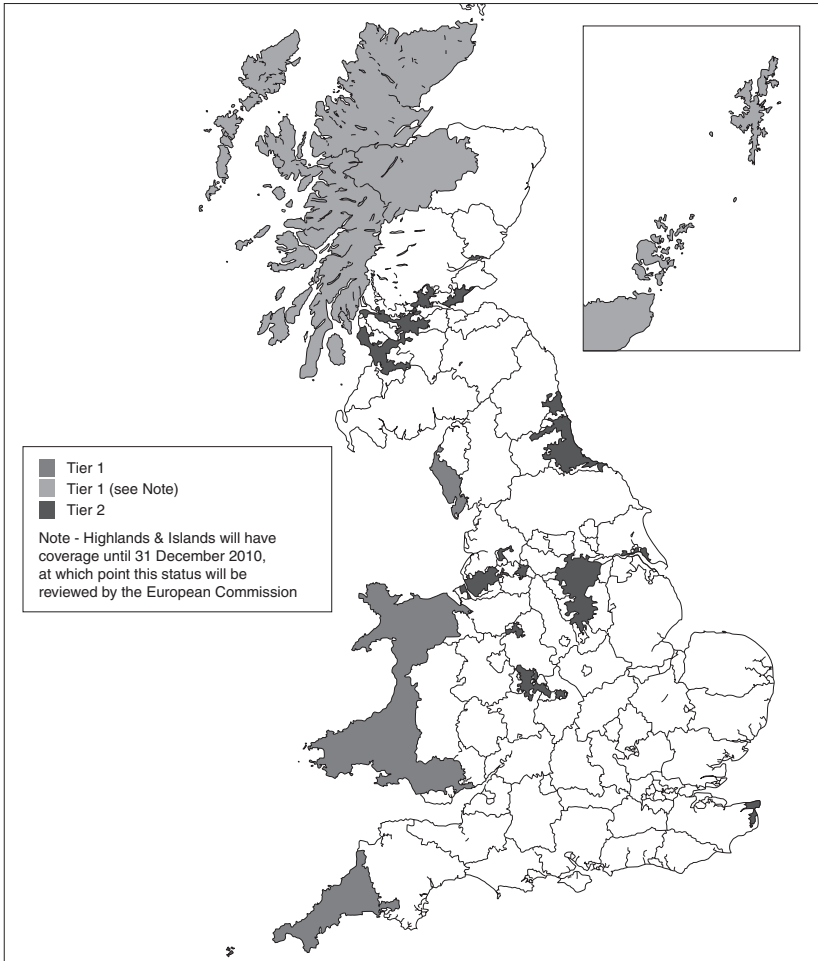 Tier 1
Tier 1 (see Note)
Tier 2
Note - Highlands & Islands will have
coverage until 31 December 2010,
at which point this status will be
reviewed by the European Commission